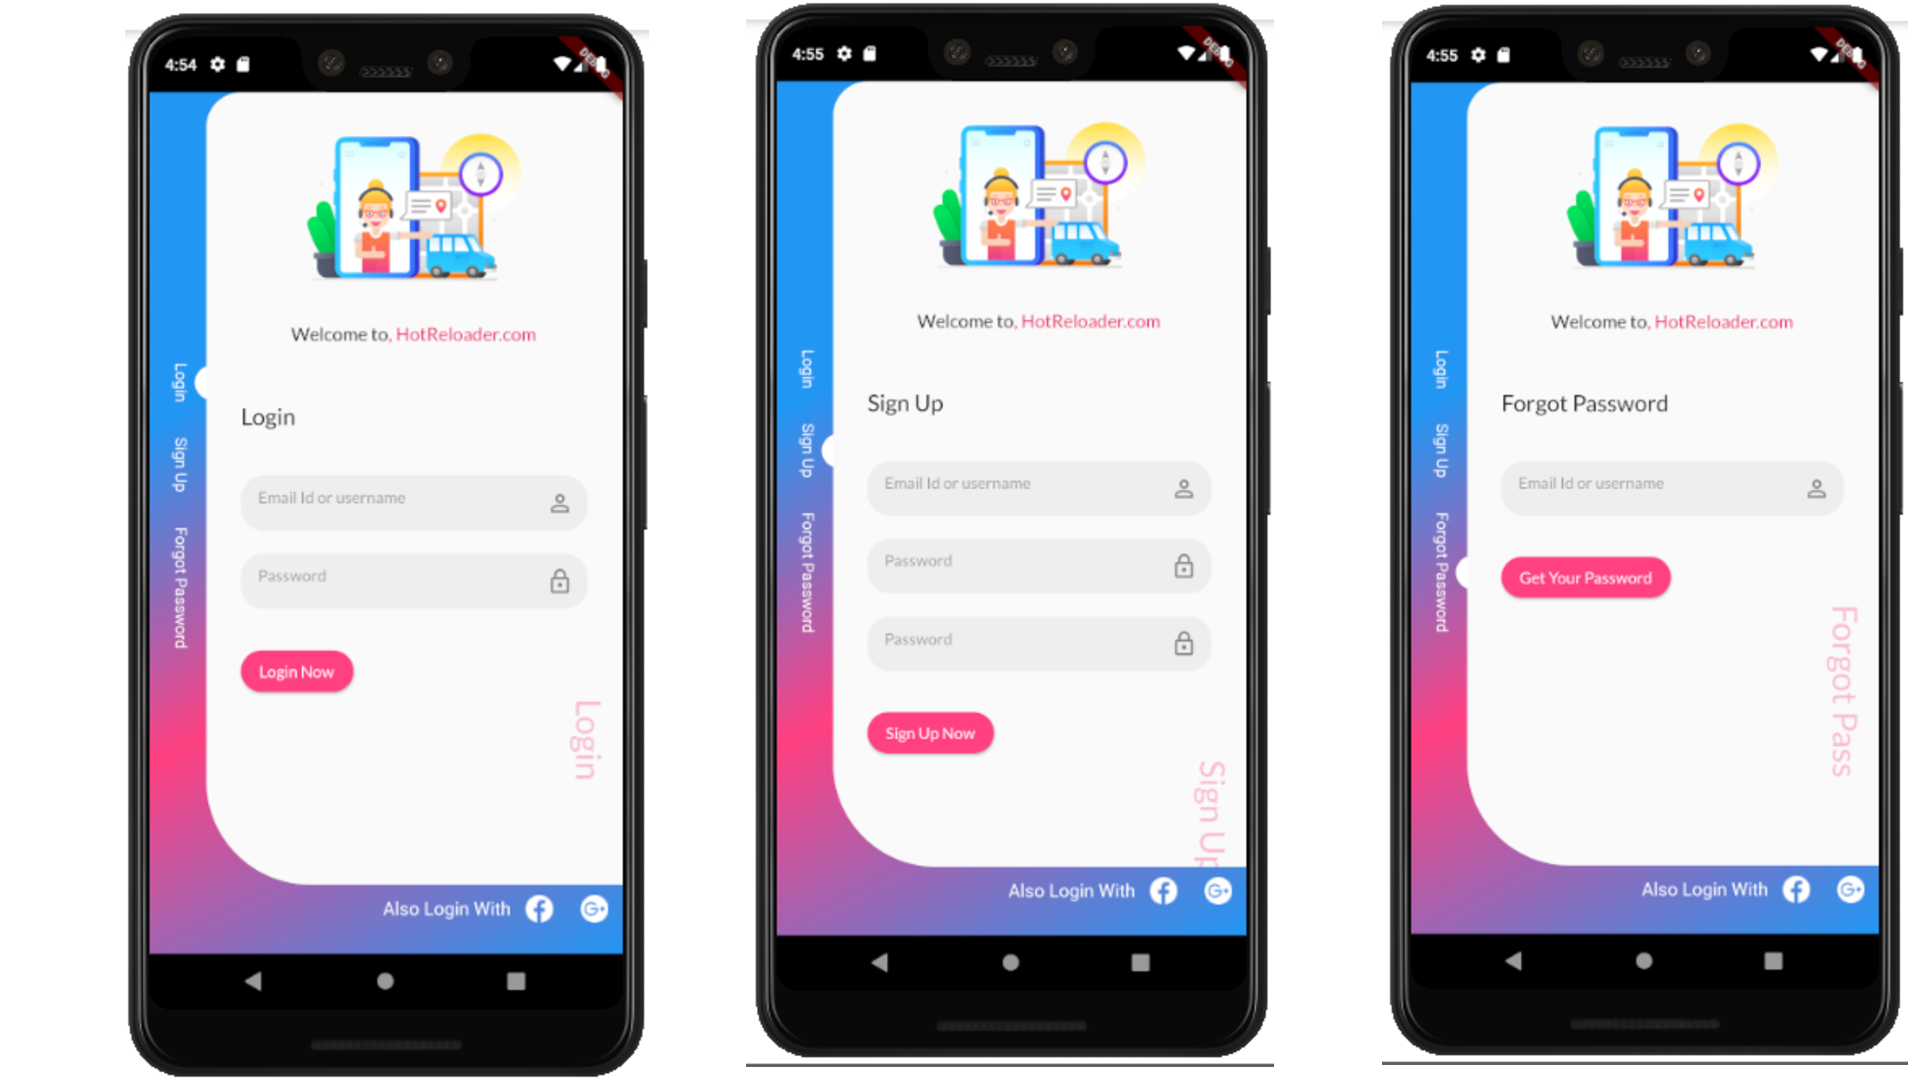 4:54
DEBUG
Welcome to, HotReloader.com
Login
Sign Up
Forgot Password
Login
Email Id or username
Password
Login Now
Login
Also Login With
G+
4:55
DEBUG
Welcome to, HotReloader.com
Login
Sign Up
Forgot Password
Sign Up
Email Id or username
Password
Password
Sign Up Now
Sign Up
Also Login With
G+
4:55
DEBUG
Welcome to, HotReloader.com
Login
Sign Up
Forgot Password
Forgot Password
Email Id or username
Get Your Password
Forgot Pass
Also Login With
G+